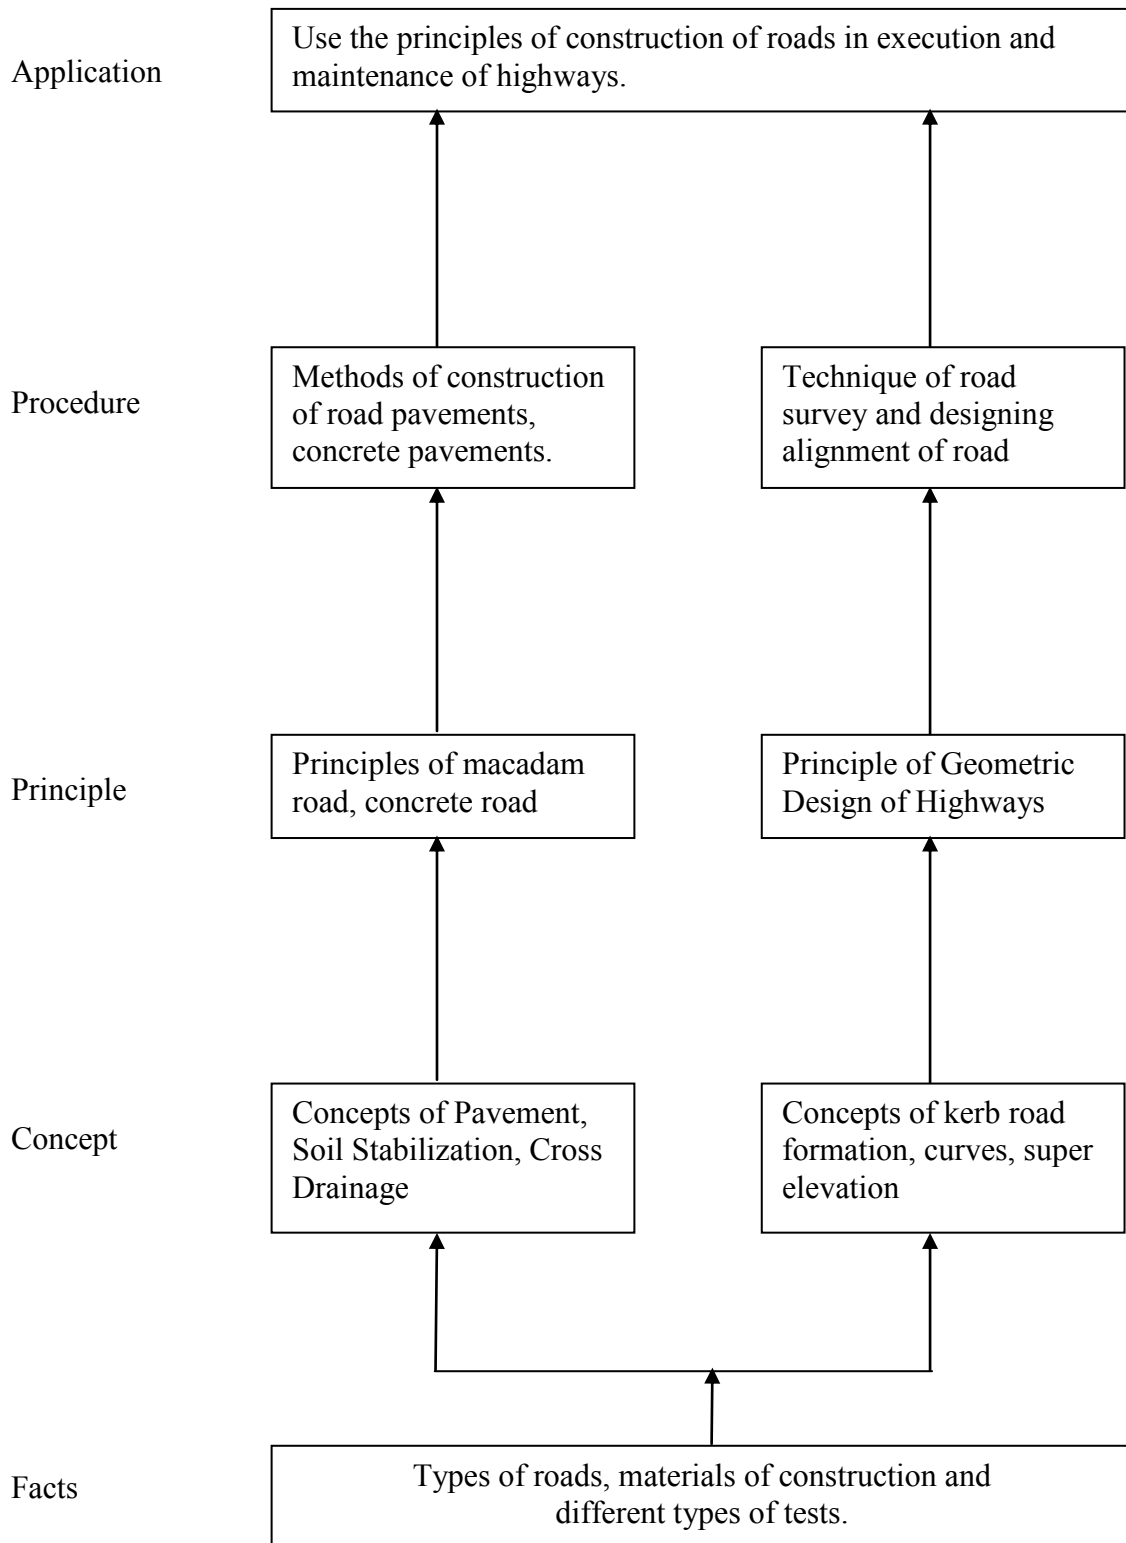 Application
Use the principles of construction of roads in execution and
maintenance of highways.
Procedure
Methods of construction
of road pavements,
concrete pavements.
Technique of road
survey and designing
alignment of road
Principle
Principles of macadam
road, concrete road
Principle of Geometric
Design of Highways
Concept
Concepts of Pavement,
Soil Stabilization, Cross
Drainage
Concepts of kerb road
formation, curves, super
elevation
Facts
Types of roads, materials of construction and
different types of tests.